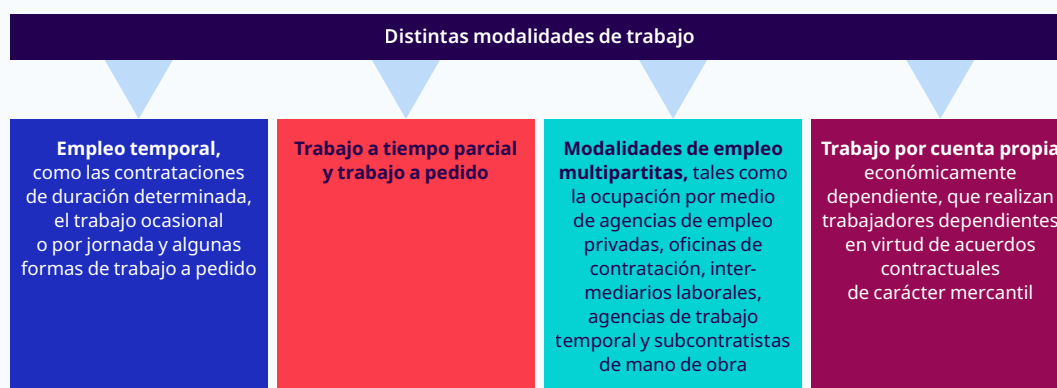 Distintas modalidades de trabajo
Empleo temporal,
como las contrataciones
de duración determinada,
el trabajo ocasional
o por jornada y algunas
formas de trabajo a pedido
Trabajo a tiempo parcial
y trabajo a pedido
Modalidades de empleo
multipartitas, tales como
la ocupación por medio
de agencias de empleo
privadas, oficinas de
contratación, inter-
mediarios laborales,
agencias de trabajo
temporal y subcontratistas
de mano de obra
Trabajo por cuenta propia
económicamente
dependiente, que realizan
trabajadores dependientes
en virtud de acuerdos
contractuales
de carácter mercantil